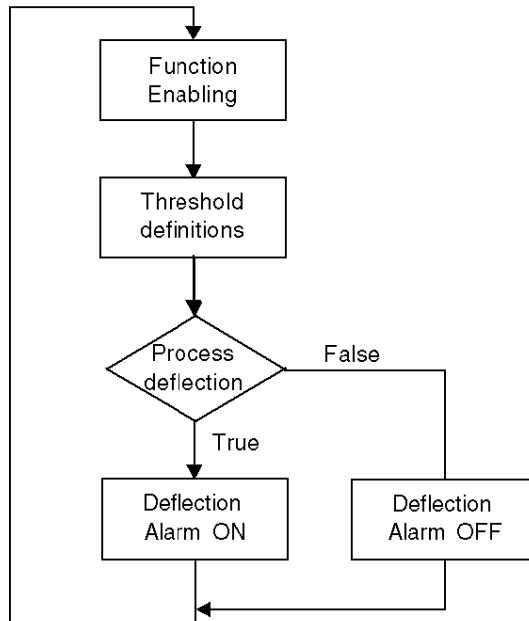 Function
Enabling
Threshold
definitions
Process
deflection
False
True
Deflection
Alarm ON
Deflection
Alarm OFF